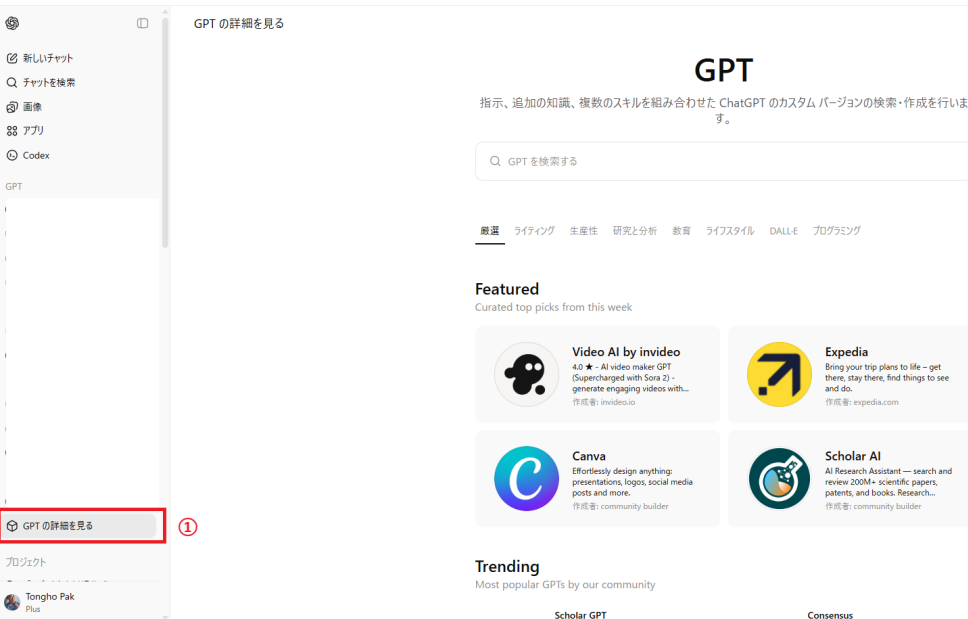 GPT の詳細を見る
新しいチャット
チャットを検索
画像
アプリ
Codex
GPT
GPT の詳細を見る
①
プロジェクト
Tongho Pak
Plus
GPT
指示、追加の知識、複数のスキルを組み合わせた ChatGPT のカスタム バージョンの検索・作成を行いま
す。
GPT を検索する
厳選 ライティング 生産性 研究と分析 教育 ライフスタイル DALL·E プログラミング
Featured
Curated top picks from this week
Video AI by invideo
4.0 ★ - AI video maker GPT
(Supercharged with Sora 2) -
generate engaging videos with...
作成者: invideo.io
Expedia
Bring your trip plans to life – get
there, stay there, find things to see
and do.
作成者: expedia.com
Canva
Effortlessly design anything:
presentations, logos, social media
posts and more.
作成者: community builder
Scholar AI
AI Research Assistant — search and
review 200M+ scientific papers,
patents, and books. Research...
作成者: community builder
Trending
Most popular GPTs by our community
Scholar GPT
Consensus